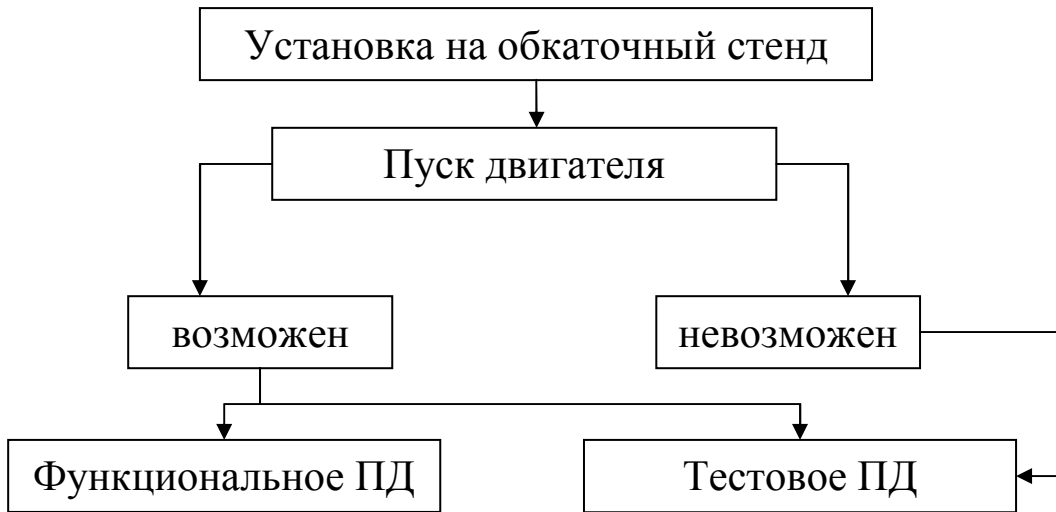 Установка на обкаточный стенд
Пуск двигателя
возможен
невозможен
Функциональное ПД
Тестовое ПД